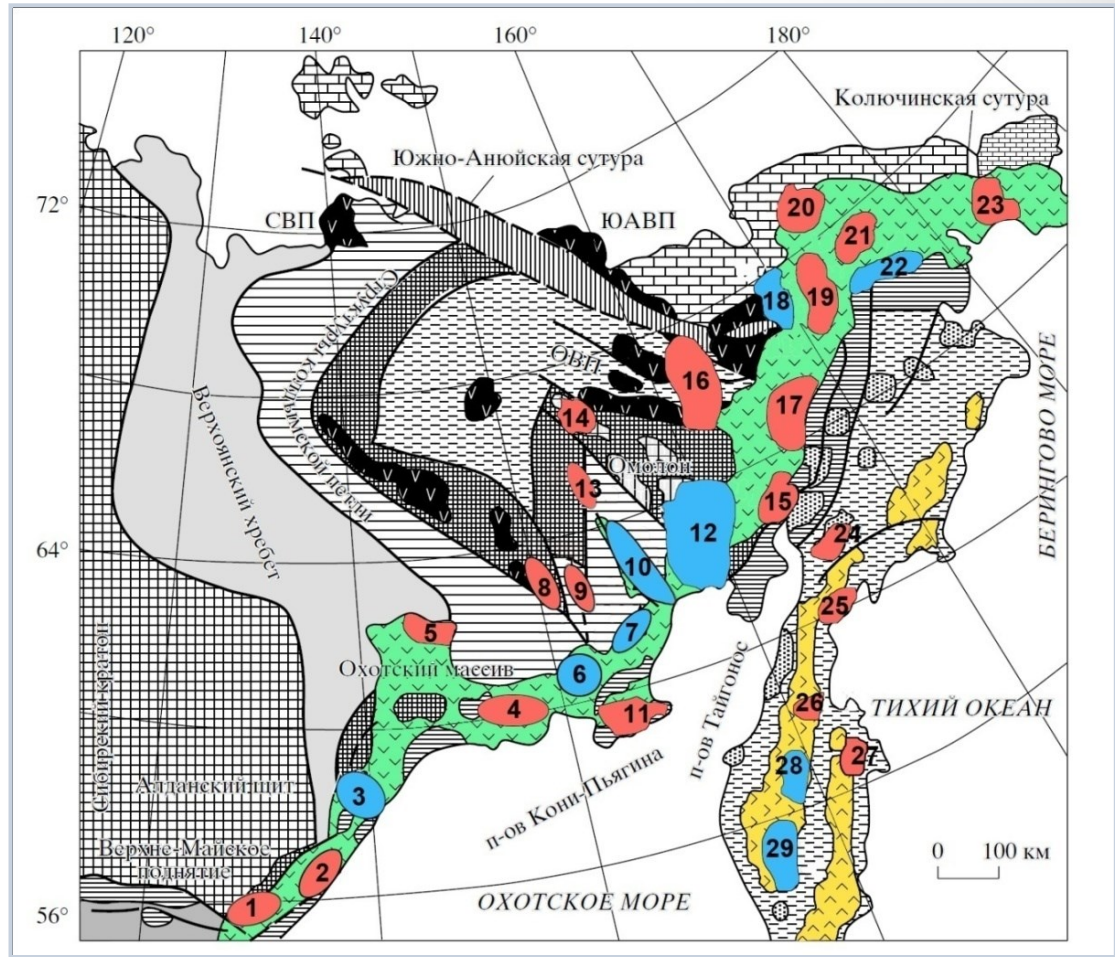 120°
140°
160°
180°
Колючинская сутура
Южно-Анюйская сутура
72°
СВП
ЮАВП
20
23
21
22
18
19
Структуры Колымской петли
ОВП
16
17
14
Верхоянский хребет
Омолон
13
15
БЕРИНГОВО МОРЕ
12
24
64°
10
8
9
25
7
5
Охотский массив
6
п-ов Тайгонос
26
ТИХИЙ ОКЕАН
4
11
27
28
Сибирский кратон
Алданский щит
3
п-ов Кони-Пьягина
Верхне-Майское
поднятие
29
0 100 км
2
1
ОХОТСКОЕ МОРЕ
56°